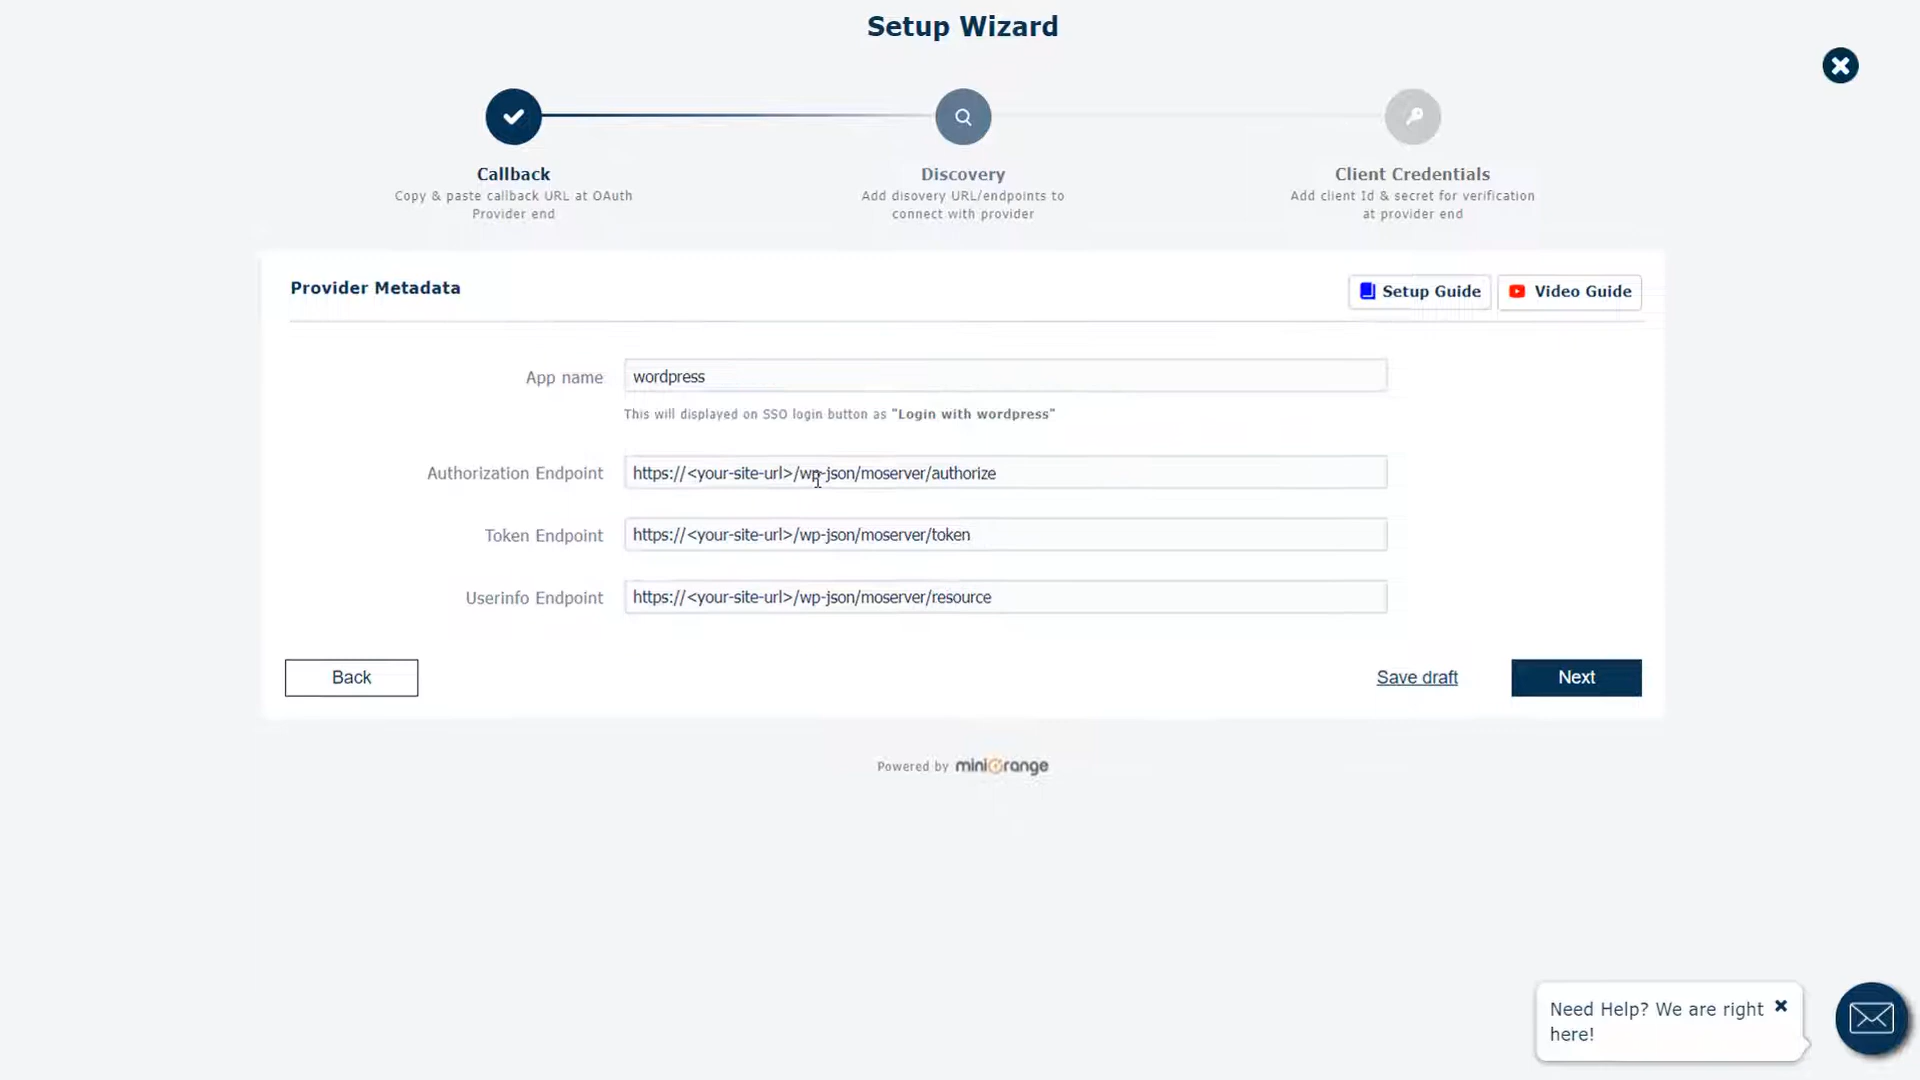 Setup Wizard
Callback
Copy & paste callback URL at OAuth
Provider end
Discovery
Add disovery URL/endpoints to
connect with provider
Client Credentials
Add client Id & secret for verification
at provider end
Provider Metadata
Setup Guide
Video Guide
App name
wordpress
This will displayed on SSO login button as "Login with wordpress"
Authorization Endpoint
https://<your-site-url>/wp-json/moserver/authorize
Token Endpoint
https://<your-site-url>/wp-json/moserver/token
Userinfo Endpoint
https://<your-site-url>/wp-json/moserver/resource
Back
Save draft
Next
Powered by miniOrange
Need Help? We are right
here!